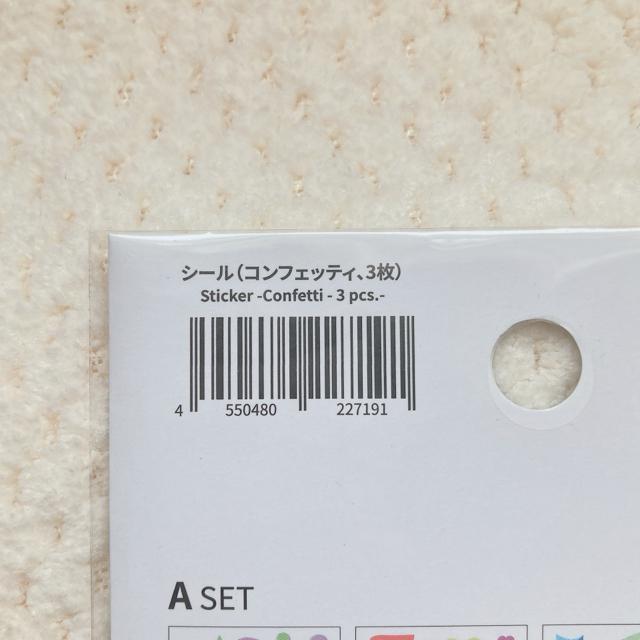 シール（コンフェッティ、3枚）
Sticker -Confetti - 3 pcs.-
4 550480 227191
A SET